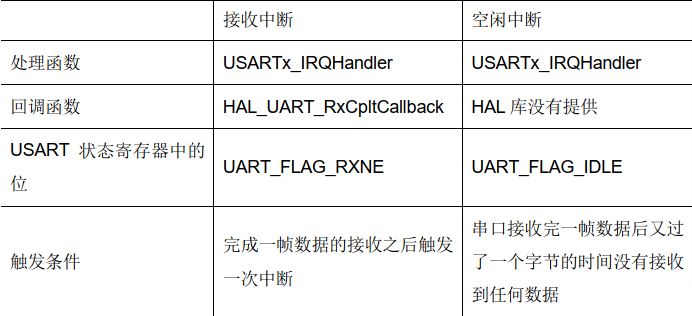 接收中断 空闲中断
处理函数 USARTx_IRQHandler USARTx_IRQHandler
回调函数 HAL_UART_RxCpltCallback HAL 库没有提供
USART 状态寄存器中的
位 UART_FLAG_RXNE UART_FLAG_IDLE
触发条件
完成一帧数据的接收之后触发
一次中断
串口接收完一帧数据后又过
了一个字节的时间没有接收
到任何数据